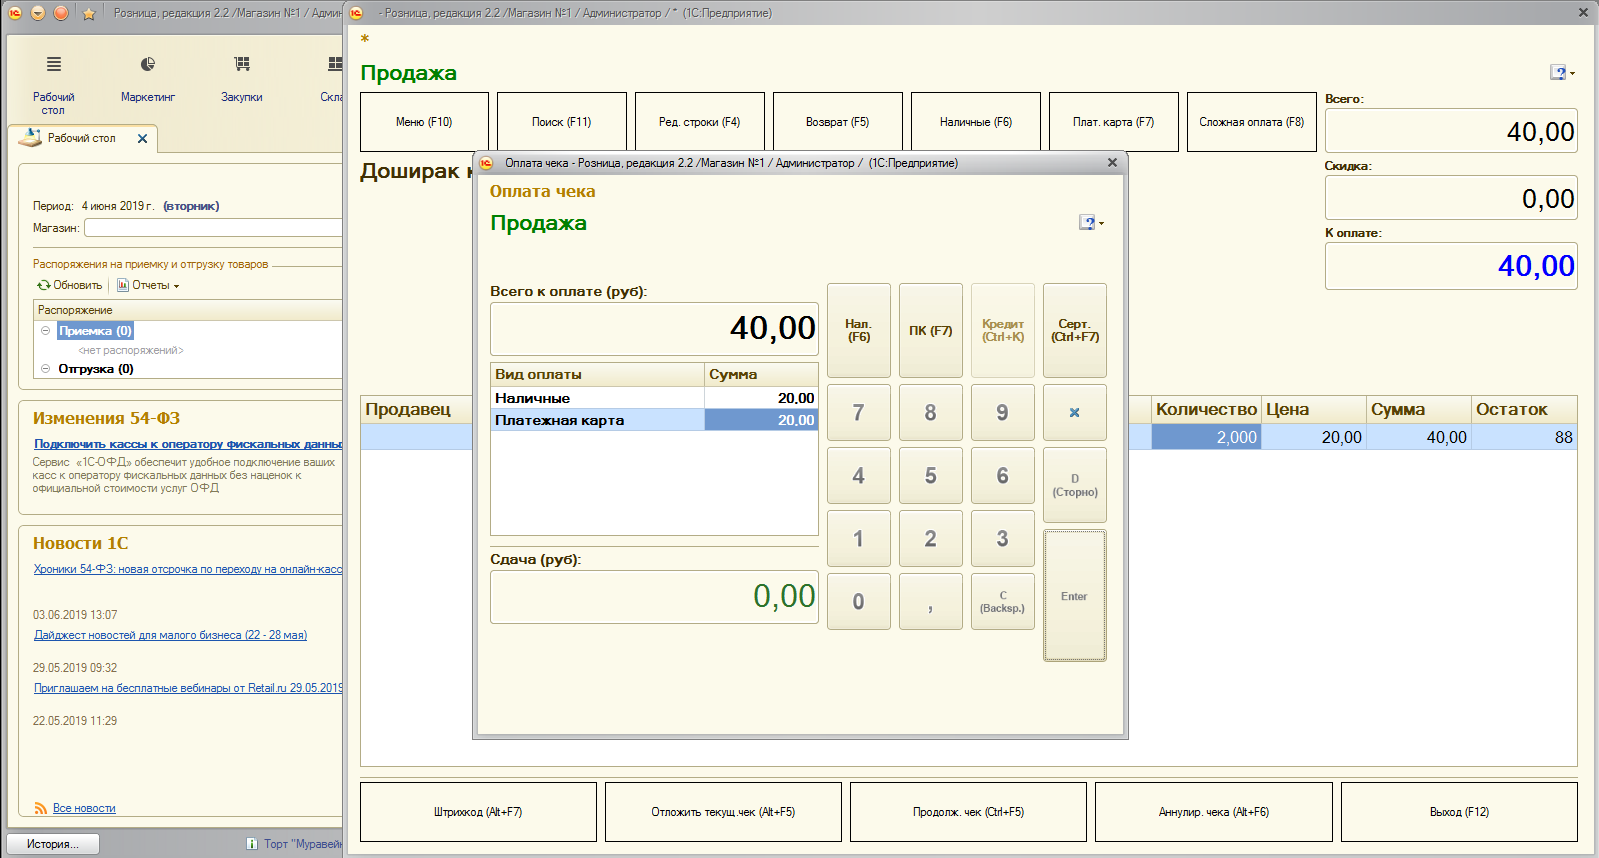 Розница, редакция 2.2 /Магазин №1 / Админ
- Розница, редакция 2.2 /Магазин №1 / Администратор / * (1С:Предприятие)
Рабочий
стол
Маркетинг
Закупки
Скла
Рабочий стол
Период: 4 июня 2019 г. (вторник)
Магазин:
Распоряжения на приемку и отгрузку товаров
Обновить
Отчеты
Распоряжение
Приемка (0)
<нет распоряжений>
Отгрузка (0)
Изменения 54-ФЗ
Подключить кассы к оператору фискальных данны
Сервис «1С-ОФД» обеспечит удобное подключение ваших
касс к оператору фискальных данных без наценок к
официальной стоимости услуг ОФД
Новости 1С
Хроники 54-ФЗ: новая отсрочка по переходу на онлайн-касс
03.06.2019 13:07
Дайджест новостей для малого бизнеса (22 - 28 мая)
29.05.2019 09:32
Приглашаем на бесплатные вебинары от Retail.ru 29.05.2019
22.05.2019 11:29
Все новости
История...
Торт "Муравейн
*
Продажа
Меню (F10)
Поиск (F11)
Ред. строки (F4)
Возврат (F5)
Наличные (F6)
Плат. карта (F7)
Сложная оплата (F8)
Всего:
40,00
Скидка:
0,00
К оплате:
40,00
Доширак
Продавец
Количество Цена Сумма Остаток
2,000 20,00 40,00 88
Оплата чека - Розница, редакция 2.2 /Магазин №1 / Администратор / (1С:Предприятие)
Оплата чека
Продажа
Всего к оплате (руб):
40,00
Вид оплаты Сумма
Наличные 20.00
Платежная карта 20.00
Сдача (руб):
0,00
Нал.
(F6)
ПК (F7)
Кредит
(Ctrl+K)
Серт.
(Ctrl+F7)
7 8 9
4 5 6
D
(Сторно)
1 2 3
0 ,
C
(Backsp.)
Enter
Штрихкод (Alt+F7)
Отложить текущ.чек (Alt+F5)
Продолж. чек (Ctrl+F5)
Аннулир. чека (Alt+F6)
Выход (F12)